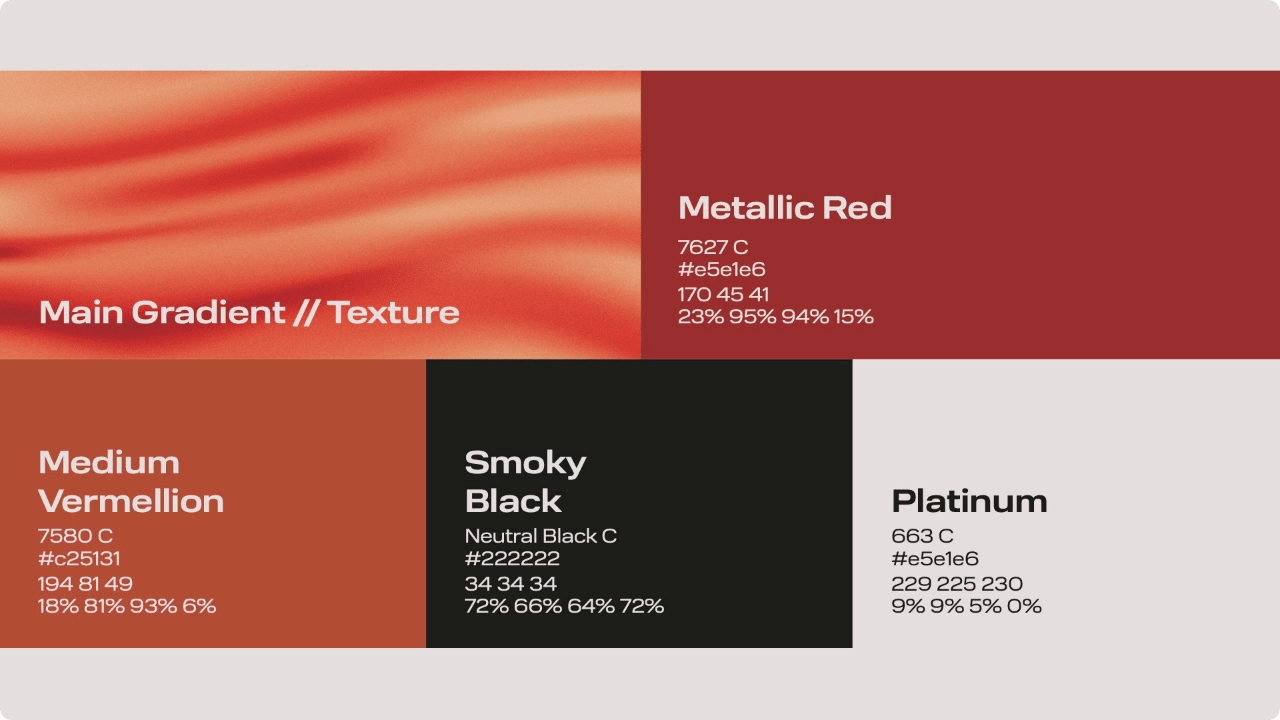 Main Gradient // Texture
Metallic Red
7627 C
#e5e1e6
170 45 41
23% 95% 94% 15%
Medium
Vermellion
7580 C
#c25131
194 81 49
18% 81% 93% 6%
Smoky
Black
Neutral Black C
#222222
34 34 34
72% 66% 64% 72%
Platinum
663 C
#e5e1e6
229 225 230
9% 9% 5% 0%